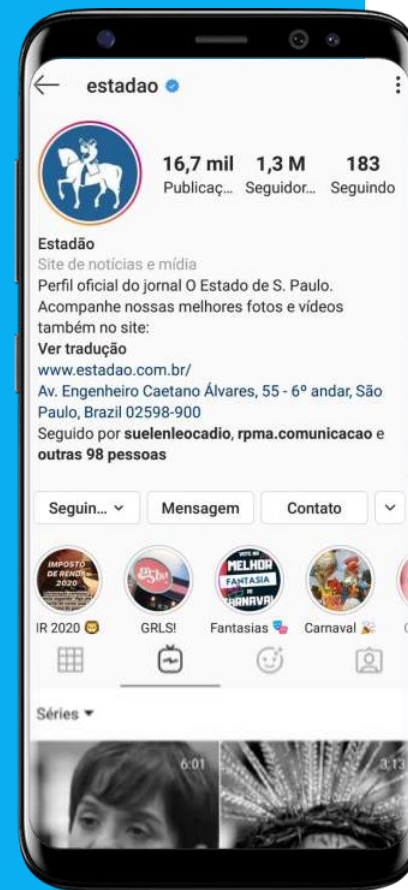 estadao
16,7 mil 1,3 M 183
Publicaç... Seguidor... Seguindo
Estadão
Site de notícias e mídia
Perfil oficial do jornal O Estado de S. Paulo.
Acompanhe nossas melhores fotos e vídeos
também no site:
Ver tradução
www.estadao.com.br/
Av. Engenheiro Caetano Álvares, 55 - 6º andar, São
Paulo, Brazil 02598-900
Seguido por suelenleocadio, rpma.comunicacao e
outras 98 pessoas
Seguin... Mensagem Contato
IMPOSTO
DE RENDA
2020
grls!
VOTE NA
MELHOR
FANTASIA
DE
CARNAVAL
IR 2020 GRLS! Fantasias Carnaval
Séries
6:01 3:13